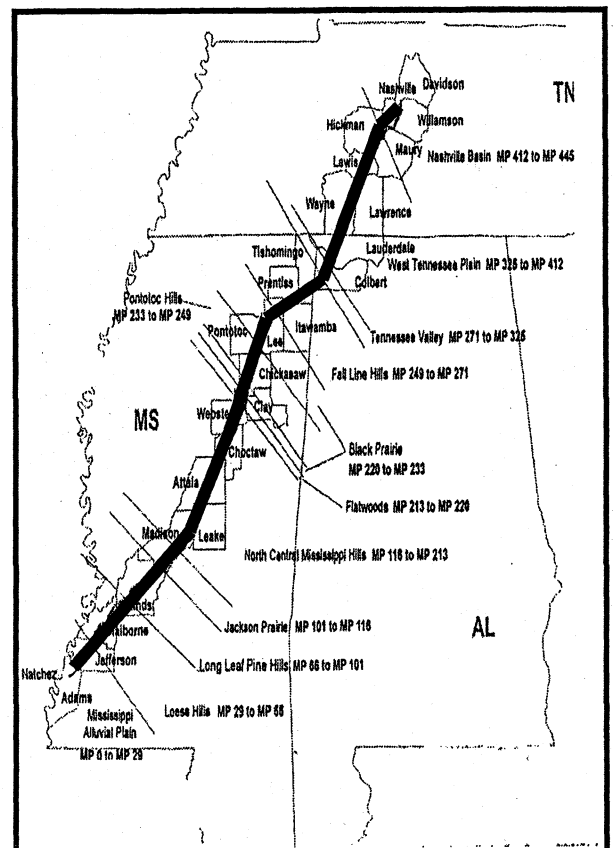 Nashville
Davidson
TN
Hickman
Willamson
Maury
Lewis
Nashville Basin MP 412 to MP 445
Wayne
Lawrence
Tishomingo
Lauderdale
West Tennessee Plain MP 325 to MP 412
Colbert
Prentiss
Pontotoc Hills
MP 233 to MP 249
Pontotoc
Itawamba
Lee
Tennessee Valley MP 271 to MP 325
Chickasaw
Fall Line Hills MP 249 to MP 271
MS
Webster
Clay
Choctaw
Black Prairie
MP 220 to MP 233
Attala
Flatwoods MP 213 to MP 220
Madison
Leake
North Central Mississippi Hills MP 116 to MP 213
AL
Jackson Prairie MP 101 to MP 116
Jefferson
Long Leaf Pine Hills MP 66 to MP 101
Natchez
Adams
Loess Hills MP 29 to MP 66
Mississippi
Alluvial Plain
MP 0 to MP 29